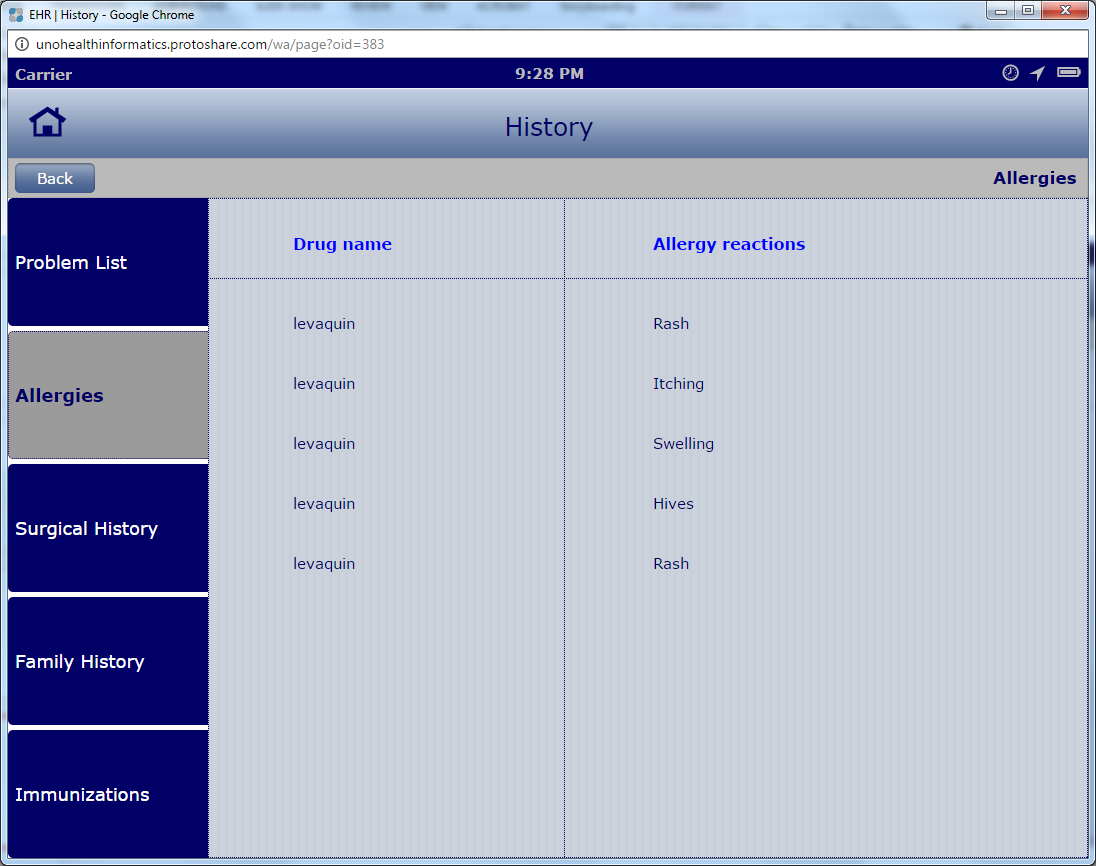 EHR | History - Google Chrome
unohealthinformatics.protoshare.com/wa/page?oid=383
Carrier 9:28 PM
History
Back Allergies
Drug name Allergy reactions
Problem List
levaquin Rash
levaquin Itching
Allergies
levaquin Swelling
levaquin Hives
Surgical History
levaquin Rash
Family History
Immunizations